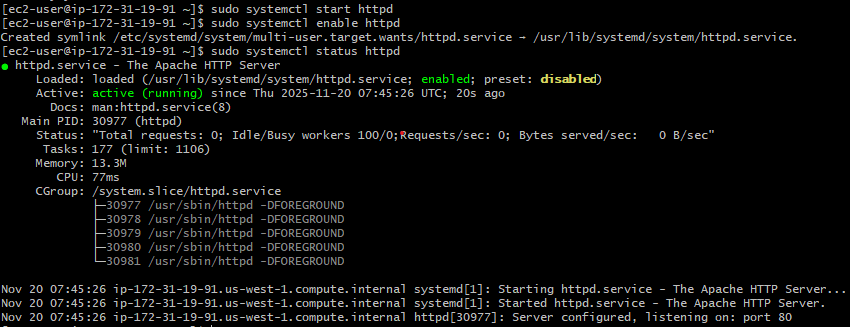 [ec2-user@ip-172-31-19-91 ~]$ sudo systemctl start httpd
[ec2-user@ip-172-31-19-91 ~]$ sudo systemctl enable httpd
Created symlink /etc/systemd/system/multi-user.target.wants/httpd.service → /usr/lib/systemd/system/httpd.service.
[ec2-user@ip-172-31-19-91 ~]$ sudo systemctl status httpd
● httpd.service - The Apache HTTP Server
     Loaded: loaded (/usr/lib/systemd/system/httpd.service; enabled; preset: disabled)
     Active: active (running) since Thu 2025-11-20 07:45:26 UTC; 20s ago
       Docs: man:httpd.service(8)
   Main PID: 30977 (httpd)
     Status: "Total requests: 0; Idle/Busy workers 100/0;Requests/sec: 0; Bytes served/sec:   0 B/sec"
      Tasks: 177 (limit: 1106)
     Memory: 13.3M
        CPU: 77ms
     CGroup: /system.slice/httpd.service
             ├─30977 /usr/sbin/httpd -DFOREGROUND
             ├─30978 /usr/sbin/httpd -DFOREGROUND
             ├─30979 /usr/sbin/httpd -DFOREGROUND
             ├─30980 /usr/sbin/httpd -DFOREGROUND
             └─30981 /usr/sbin/httpd -DFOREGROUND
Nov 20 07:45:26 ip-172-31-19-91.us-west-1.compute.internal systemd[1]: Starting httpd.service - The Apache HTTP Server...
Nov 20 07:45:26 ip-172-31-19-91.us-west-1.compute.internal systemd[1]: Started httpd.service - The Apache HTTP Server.
Nov 20 07:45:26 ip-172-31-19-91.us-west-1.compute.internal httpd[30977]: Server configured, listening on: port 80